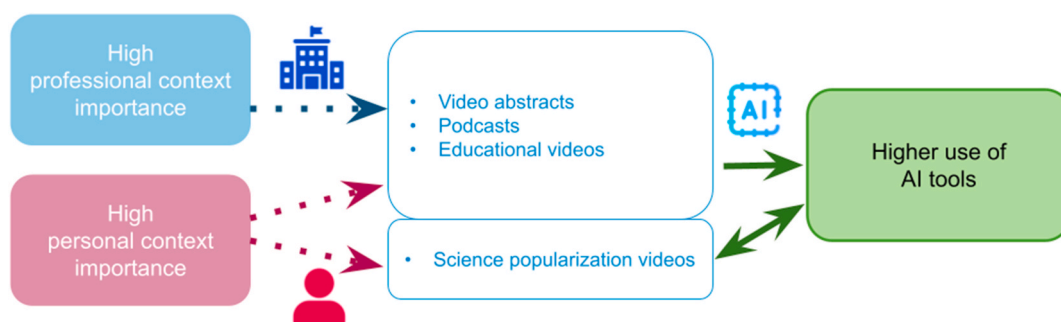 High
professional context
importance
• Video abstracts
• Podcasts
• Educational videos
AI
Higher use of
AI tools
High
personal context
importance
• Science popularization videos